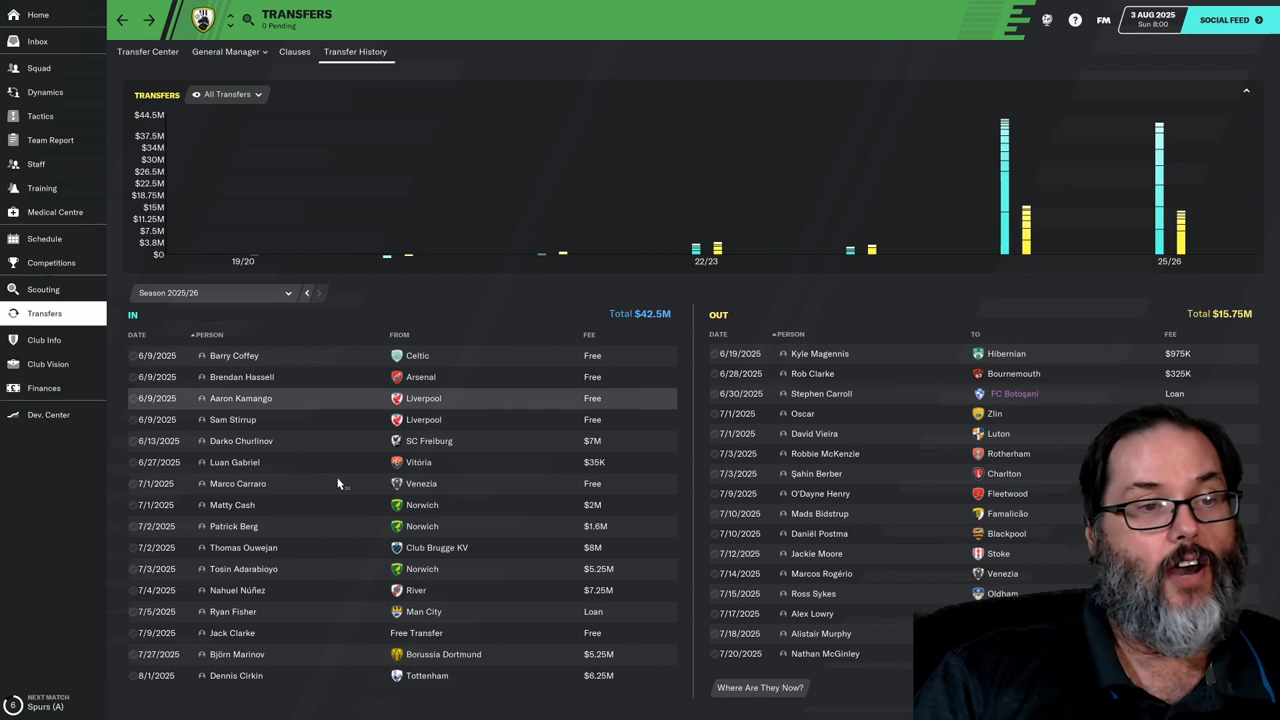 Home
Inbox
Squad
Dynamics
Tactics
Team Report
Staff
Training
Medical Centre
Schedule
Competitions
Scouting
Transfers
Club Info
Club Vision
Finances
Dev. Center
6
NEXT MATCH
Spurs (A)
TRANSFERS
0 Pending
FM
3 AUG 2025
Sun 8:00
SOCIAL FEED
Transfer Center General Manager Clauses Transfer History
TRANSFERS All Transfers
$44.5M
$37.5M
$34M
$30M
$26.5M
$22.5M
$18.75M
$15M
$11.25M
$7.5M
$3.8M
$0
19/20 22/23 25/26
Season 2025/26
IN Total $42.5M
DATE PERSON FROM FEE
6/9/2025 Barry Coffey Celtic Free
6/9/2025 Brendan Hassell Arsenal Free
6/9/2025 Aaron Kamango Liverpool Free
6/9/2025 Sam Stirrup Liverpool Free
6/13/2025 Darko Churlinov SC Freiburg $7M
6/27/2025 Luan Gabriel Vitória $35K
7/1/2025 Marco Carraro Venezia Free
7/1/2025 Matty Cash Norwich $2M
7/2/2025 Patrick Berg Norwich $1.6M
7/2/2025 Thomas Ouwejan Club Brugge KV $8M
7/3/2025 Tosin Adarabioyo Norwich $5.25M
7/4/2025 Nahuel Núñez River $7.25M
7/5/2025 Ryan Fisher Man City Loan
7/9/2025 Jack Clarke Free Transfer Free
7/27/2025 Björn Marinov Borussia Dortmund $5.25M
8/1/2025 Dennis Cirkin Tottenham $6.25M
OUT Total $15.75M
DATE PERSON TO FEE
6/19/2025 Kyle Magennis Hibernian $975K
6/28/2025 Rob Clarke Bournemouth $325K
6/30/2025 Stephen Carroll FC Botoșani Loan
7/1/2025 Oscar Zlin
7/1/2025 David Vieira Luton
7/3/2025 Robbie McKenzie Rotherham
7/3/2025 Şahin Berber Charlton
7/9/2025 O'Dayne Henry Fleetwood
7/10/2025 Mads Bidstrup Famalicão
7/10/2025 Daniël Postma Blackpool
7/12/2025 Jackie Moore Stoke
7/14/2025 Marcos Rogério Venezia
7/15/2025 Ross Sykes Oldham
7/17/2025 Alex Lowry
7/18/2025 Alistair Murphy
7/20/2025 Nathan McGinley
Where Are They Now?